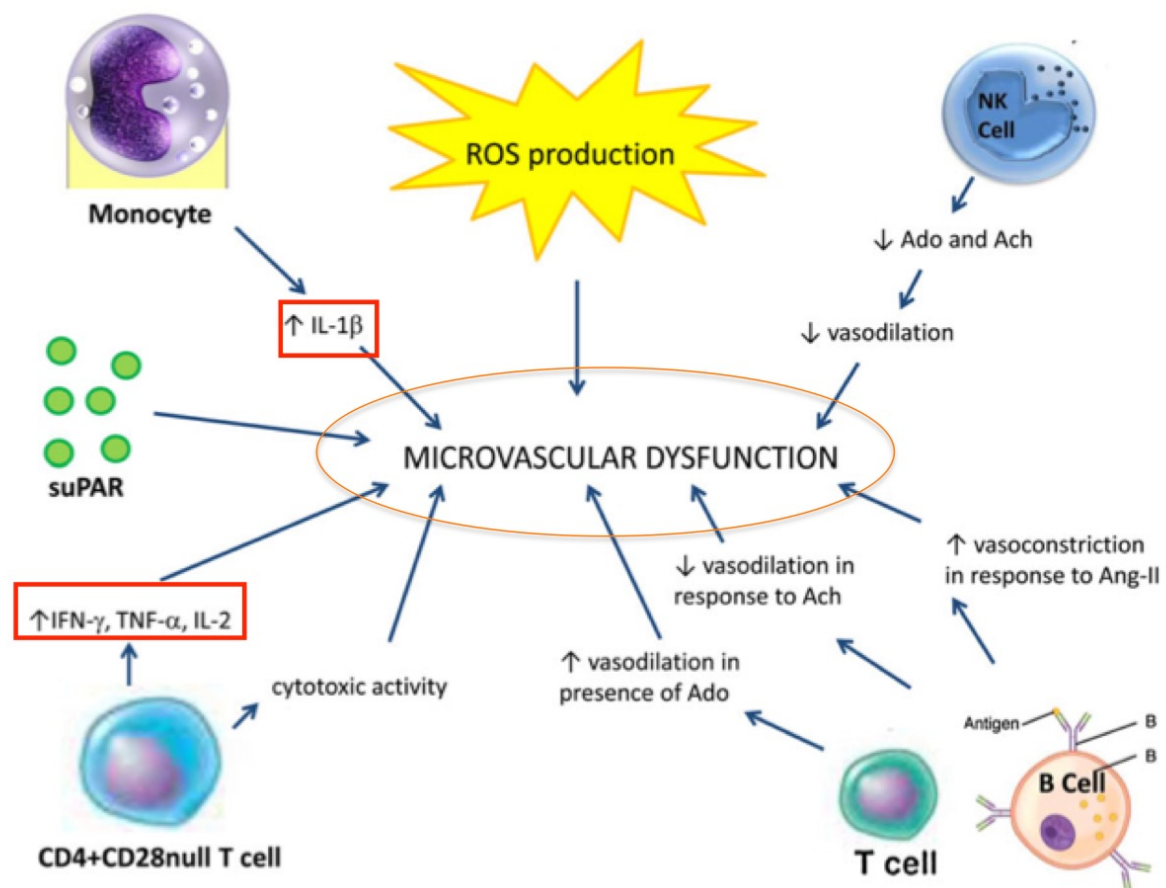 NK
Cell
ROS production
Monocyte
↓ Ado and Ach
↑ IL-1β
↓ vasodilation
MICROVASCULAR DYSFUNCTION
suPAR
↑ vasoconstriction
in response to Ang-II
↓ vasodilation in
response to Ach
↑IFN-γ, TNF-α, IL-2
↑ vasodilation in
presence of Ado
cytotoxic activity
Antigen
B
B
B Cell
CD4+CD28null T cell
T cell